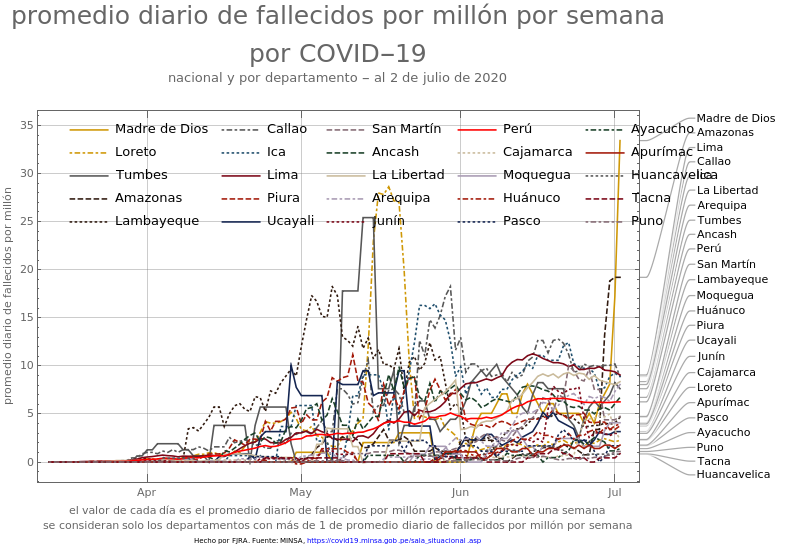 promedio diario de fallecidos por millón por semana
por COVID−19
nacional y por departamento − al 2 de julio de 2020
promedio diario de fallecidos por millón
35
30
25
20
15
10
5
0
Madre de Dios Callao San Martín Perú Ayacucho
Loreto Ica Ancash Cajamarca Apurímac
Tumbes Lima La Libertad Moquegua Huancavelica
Amazonas Piura Arequipa Huánuco Tacna
Lambayeque Ucayali Junín Pasco Puno
Madre de Dios
Amazonas
Lima
Callao
Ica
La Libertad
Arequipa
Tumbes
Ancash
Perú
San Martín
Lambayeque
Moquegua
Huánuco
Piura
Ucayali
Junín
Cajamarca
Loreto
Apurímac
Pasco
Ayacucho
Puno
Tacna
Huancavelica
Apr May Jun Jul
el valor de cada día es el promedio diario de fallecidos por millón reportados durante una semana
se consideran solo los departamentos con más de 1 de promedio diario de fallecidos por millón por semana
Hecho por FJRA. Fuente: MINSA, https://covid19.minsa.gob.pe/sala_situacional .asp